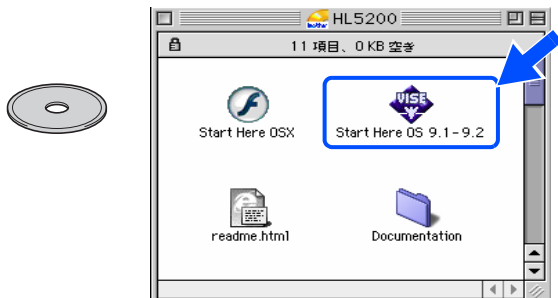 HL5200
11 項目、0 KB 空き
Start Here OSX
Start Here OS 9.1-9.2
VISE
readme.html
Documentation